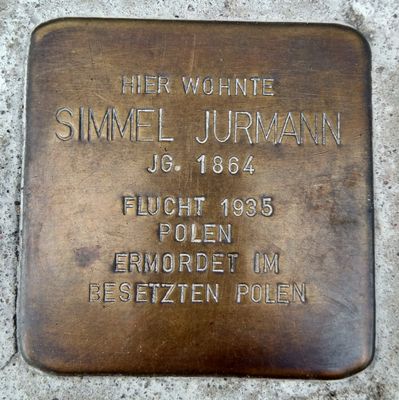 HIER WOHNTE
SIMMEL JURMANN
JG. 1864
FLUCHT 1935
POLEN
ERMORDET IM
BESETZTEN POLEN